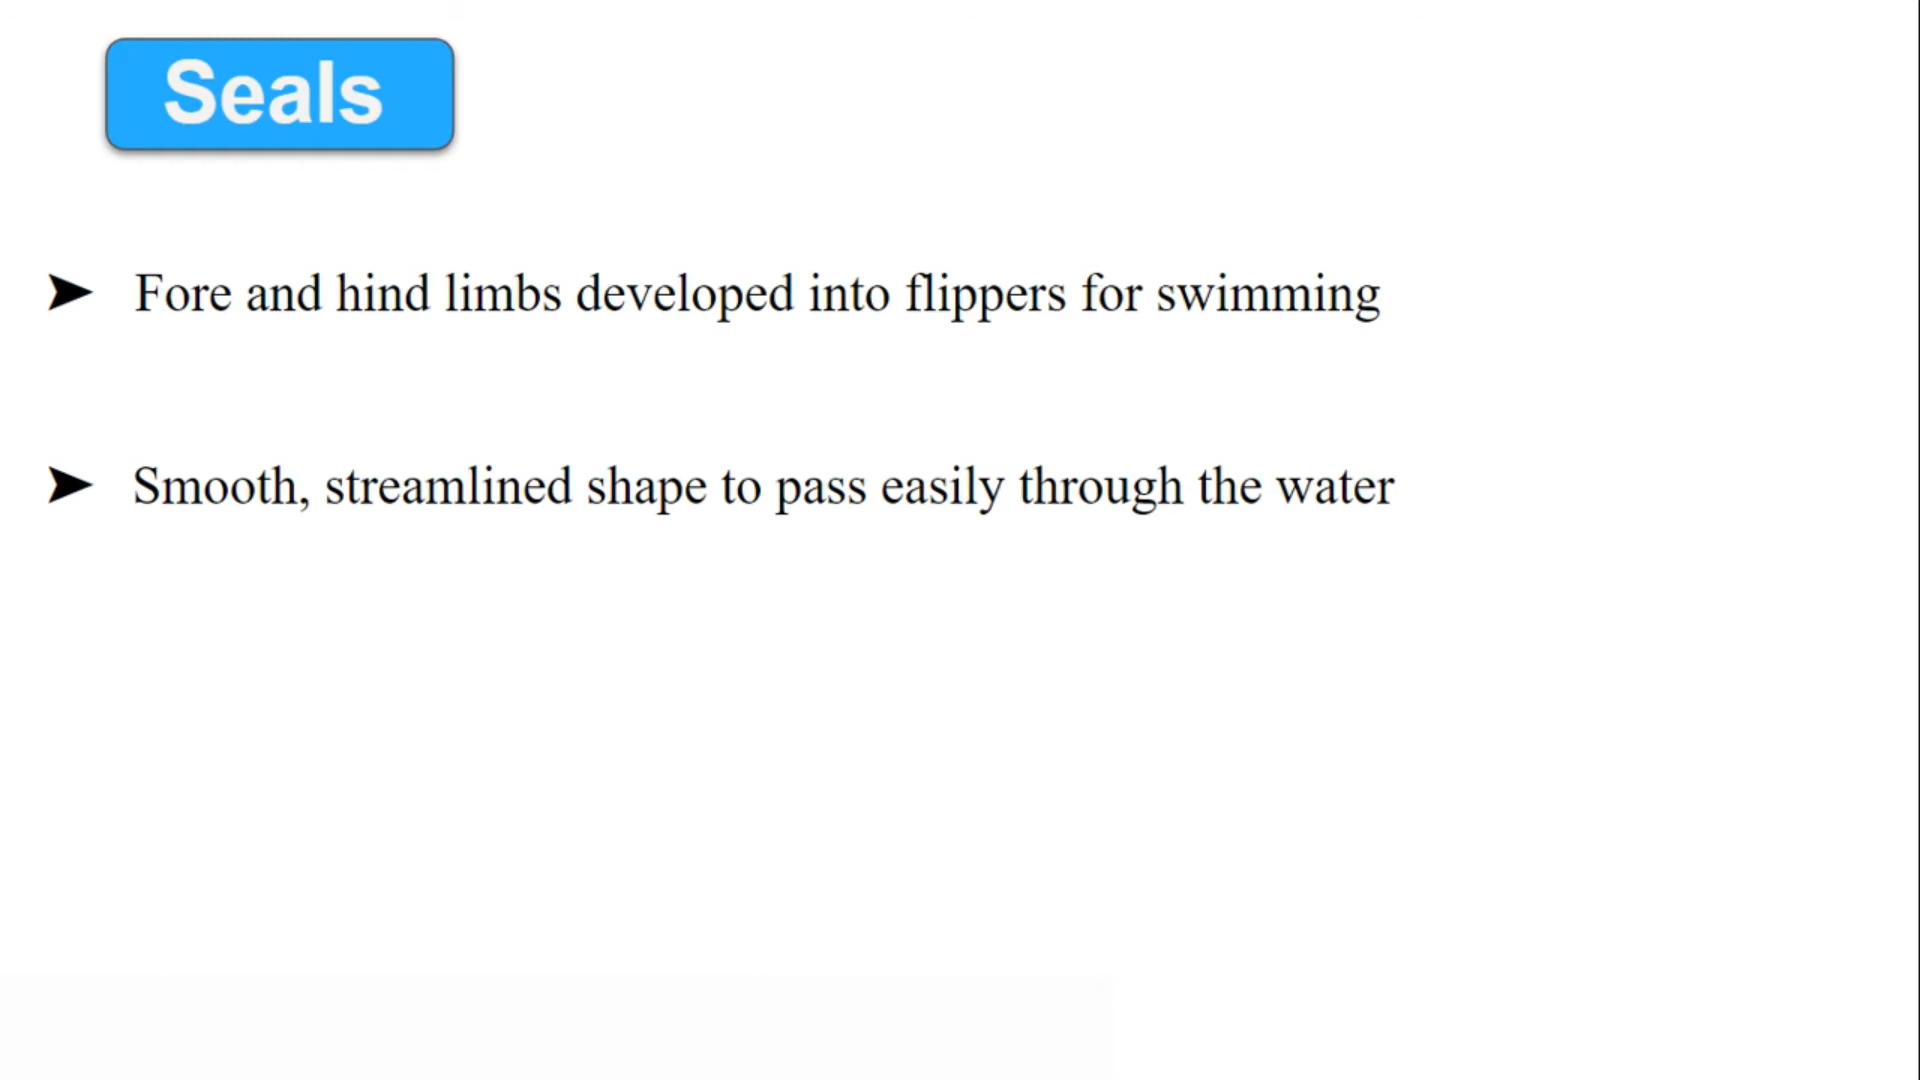 Seals
➤ Fore and hind limbs developed into flippers for swimming
➤ Smooth, streamlined shape to pass easily through the water